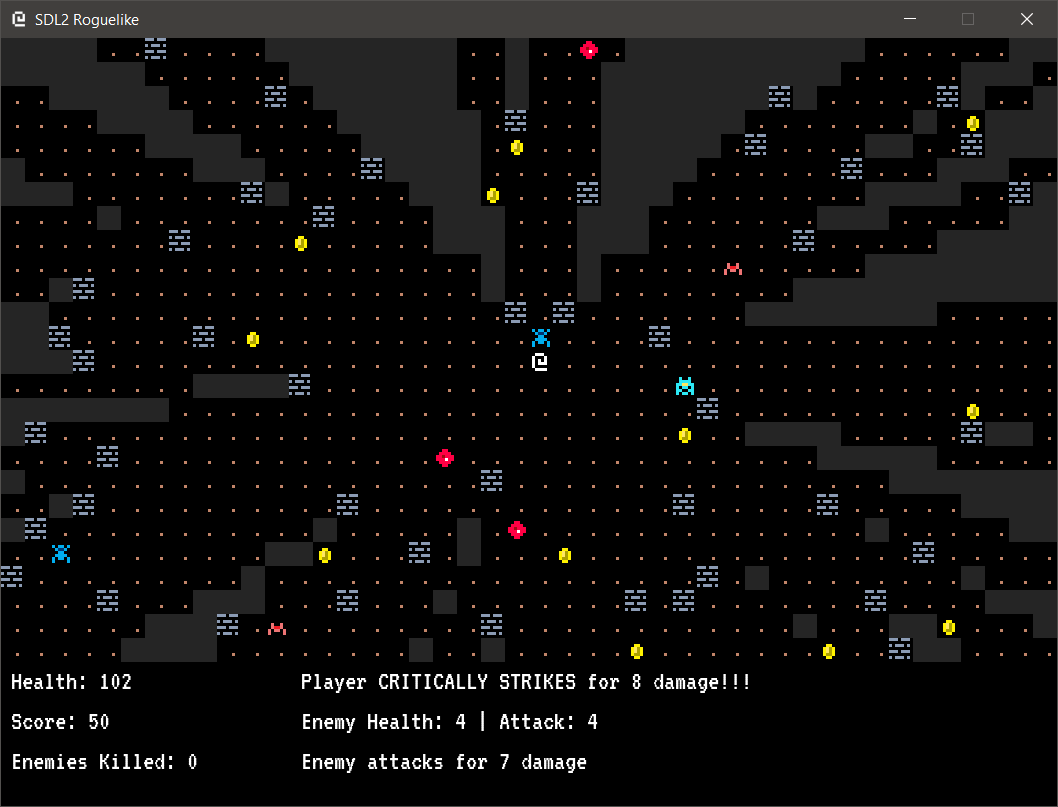 SDL2 Roguelike
Health: 102
Player CRITICALLY STRIKES for 8 damage!!!
Score: 50
Enemy Health: 4 | Attack: 4
Enemies Killed: 0
Enemy attacks for 7 damage